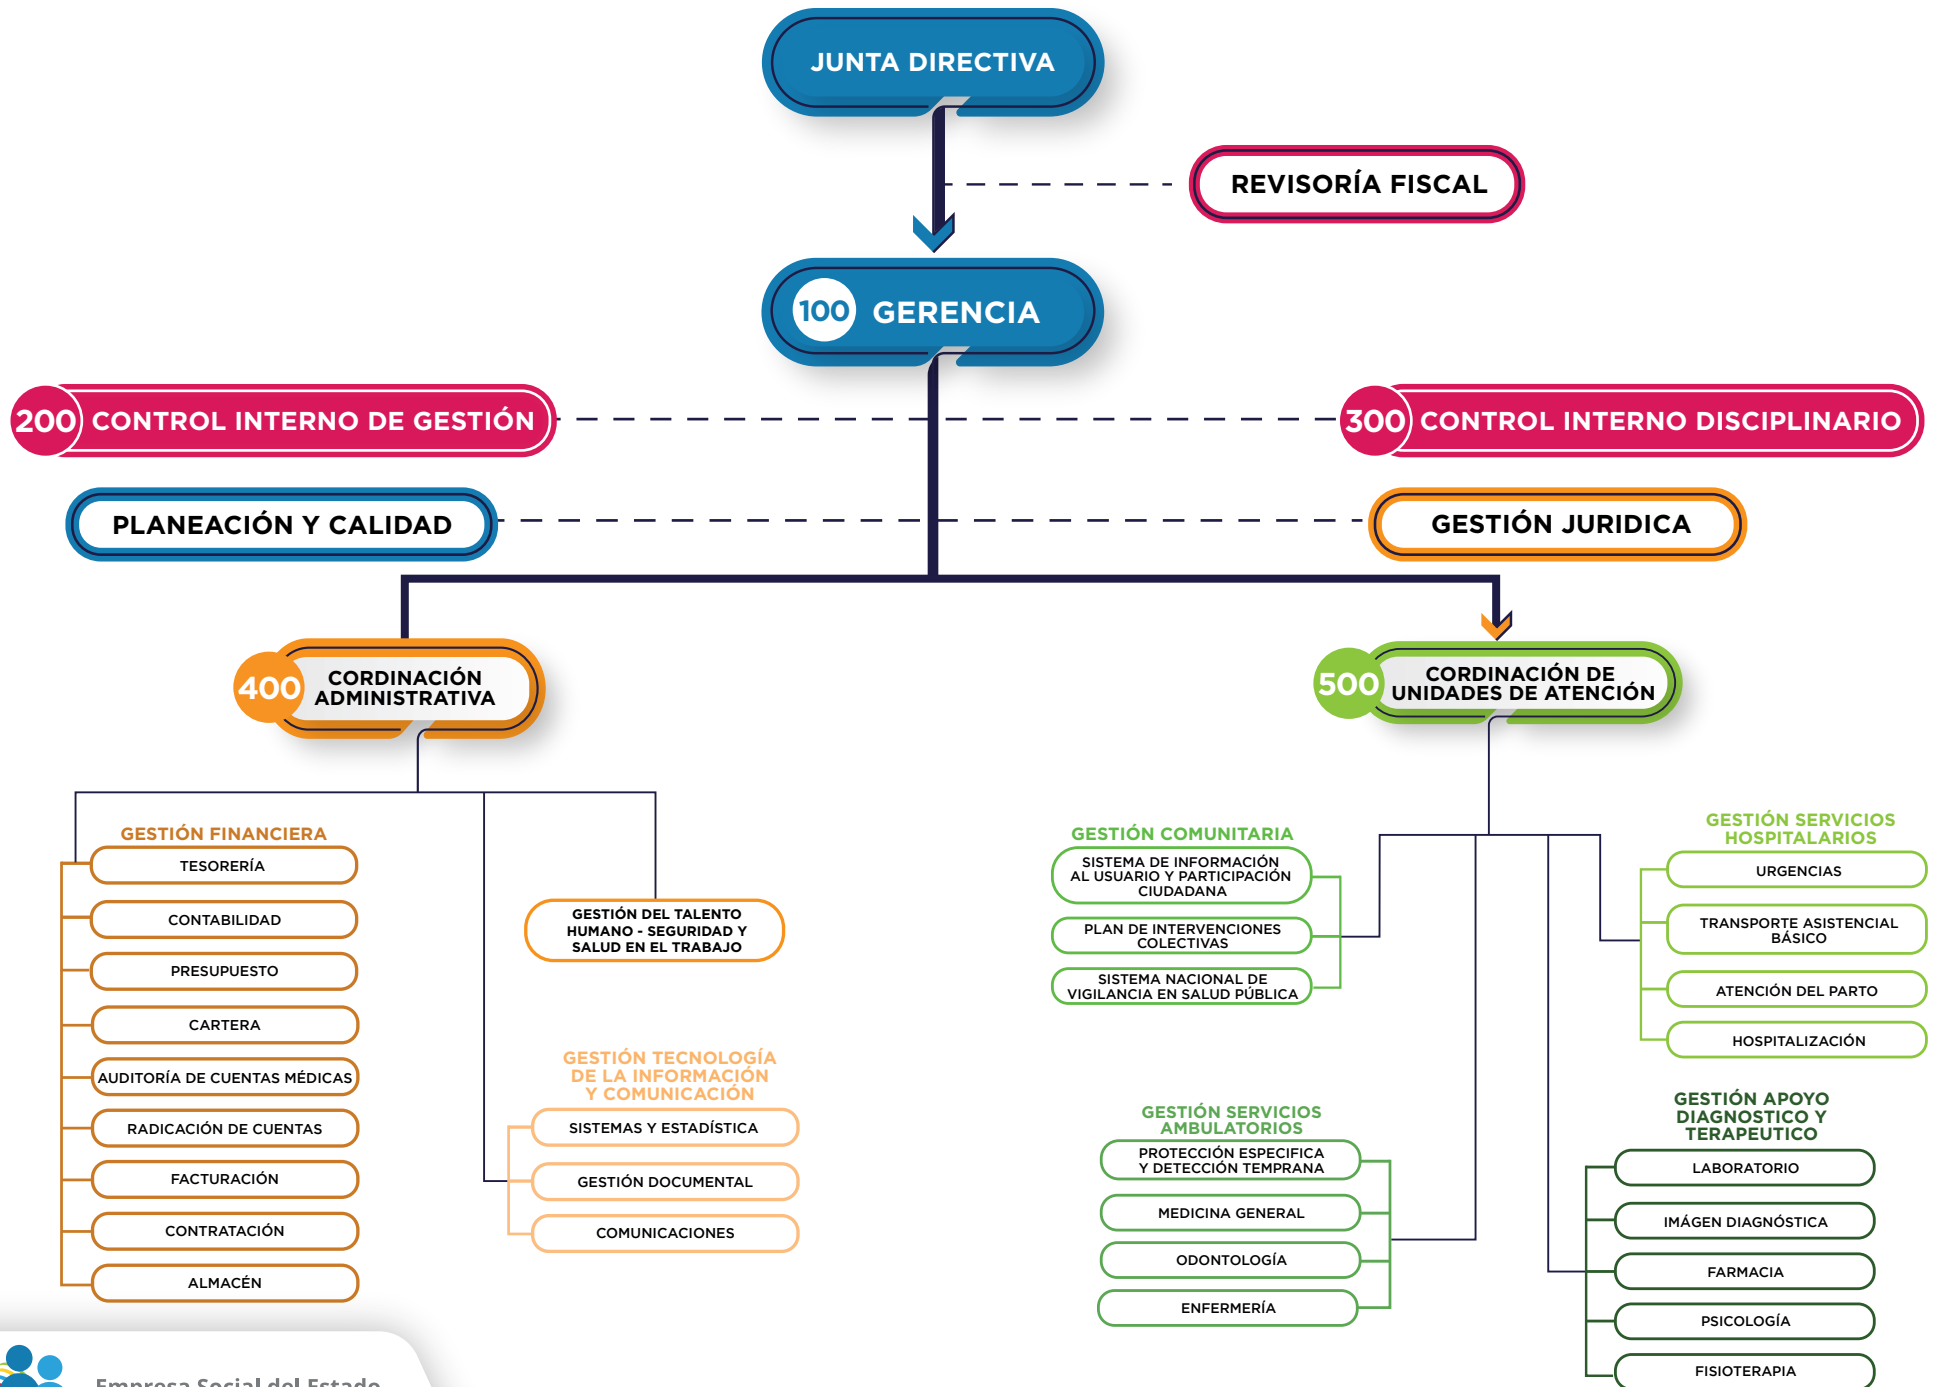 JUNTA DIRECTIVA
REVISORÍA FISCAL
100 GERENCIA
200 CONTROL INTERNO DE GESTIÓN
300 CONTROL INTERNO DISCIPLINARIO
PLANEACIÓN Y CALIDAD
GESTIÓN JURIDICA
400 CORDINACIÓN
ADMINISTRATIVA
500 CORDINACIÓN DE
UNIDADES DE ATENCIÓN
GESTIÓN FINANCIERA
TESORERÍA
CONTABILIDAD
PRESUPUESTO
CARTERA
AUDITORÍA DE CUENTAS MÉDICAS
RADICACIÓN DE CUENTAS
FACTURACIÓN
CONTRATACIÓN
ALMACÉN
GESTIÓN DEL TALENTO
HUMANO - SEGURIDAD Y
SALUD EN EL TRABAJO
GESTIÓN TECNOLOGÍA
DE LA INFORMACIÓN
Y COMUNICACIÓN
SISTEMAS Y ESTADÍSTICA
GESTIÓN DOCUMENTAL
COMUNICACIONES
GESTIÓN COMUNITARIA
SISTEMA DE INFORMACIÓN
AL USUARIO Y PARTICIPACIÓN
CIUDADANA
PLAN DE INTERVENCIONES
COLECTIVAS
SISTEMA NACIONAL DE
VIGILANCIA EN SALUD PÚBLICA
GESTIÓN SERVICIOS
AMBULATORIOS
PROTECCIÓN ESPECIFICA
Y DETECCIÓN TEMPRANA
MEDICINA GENERAL
ODONTOLOGÍA
ENFERMERÍA
GESTIÓN SERVICIOS
HOSPITALARIOS
URGENCIAS
TRANSPORTE ASISTENCIAL
BÁSICO
ATENCIÓN DEL PARTO
HOSPITALIZACIÓN
GESTIÓN APOYO
DIAGNOSTICO Y
TERAPEUTICO
LABORATORIO
IMÁGEN DIAGNÓSTICA
FARMACIA
PSICOLOGÍA
FISIOTERAPIA
Empresa Social del Estado